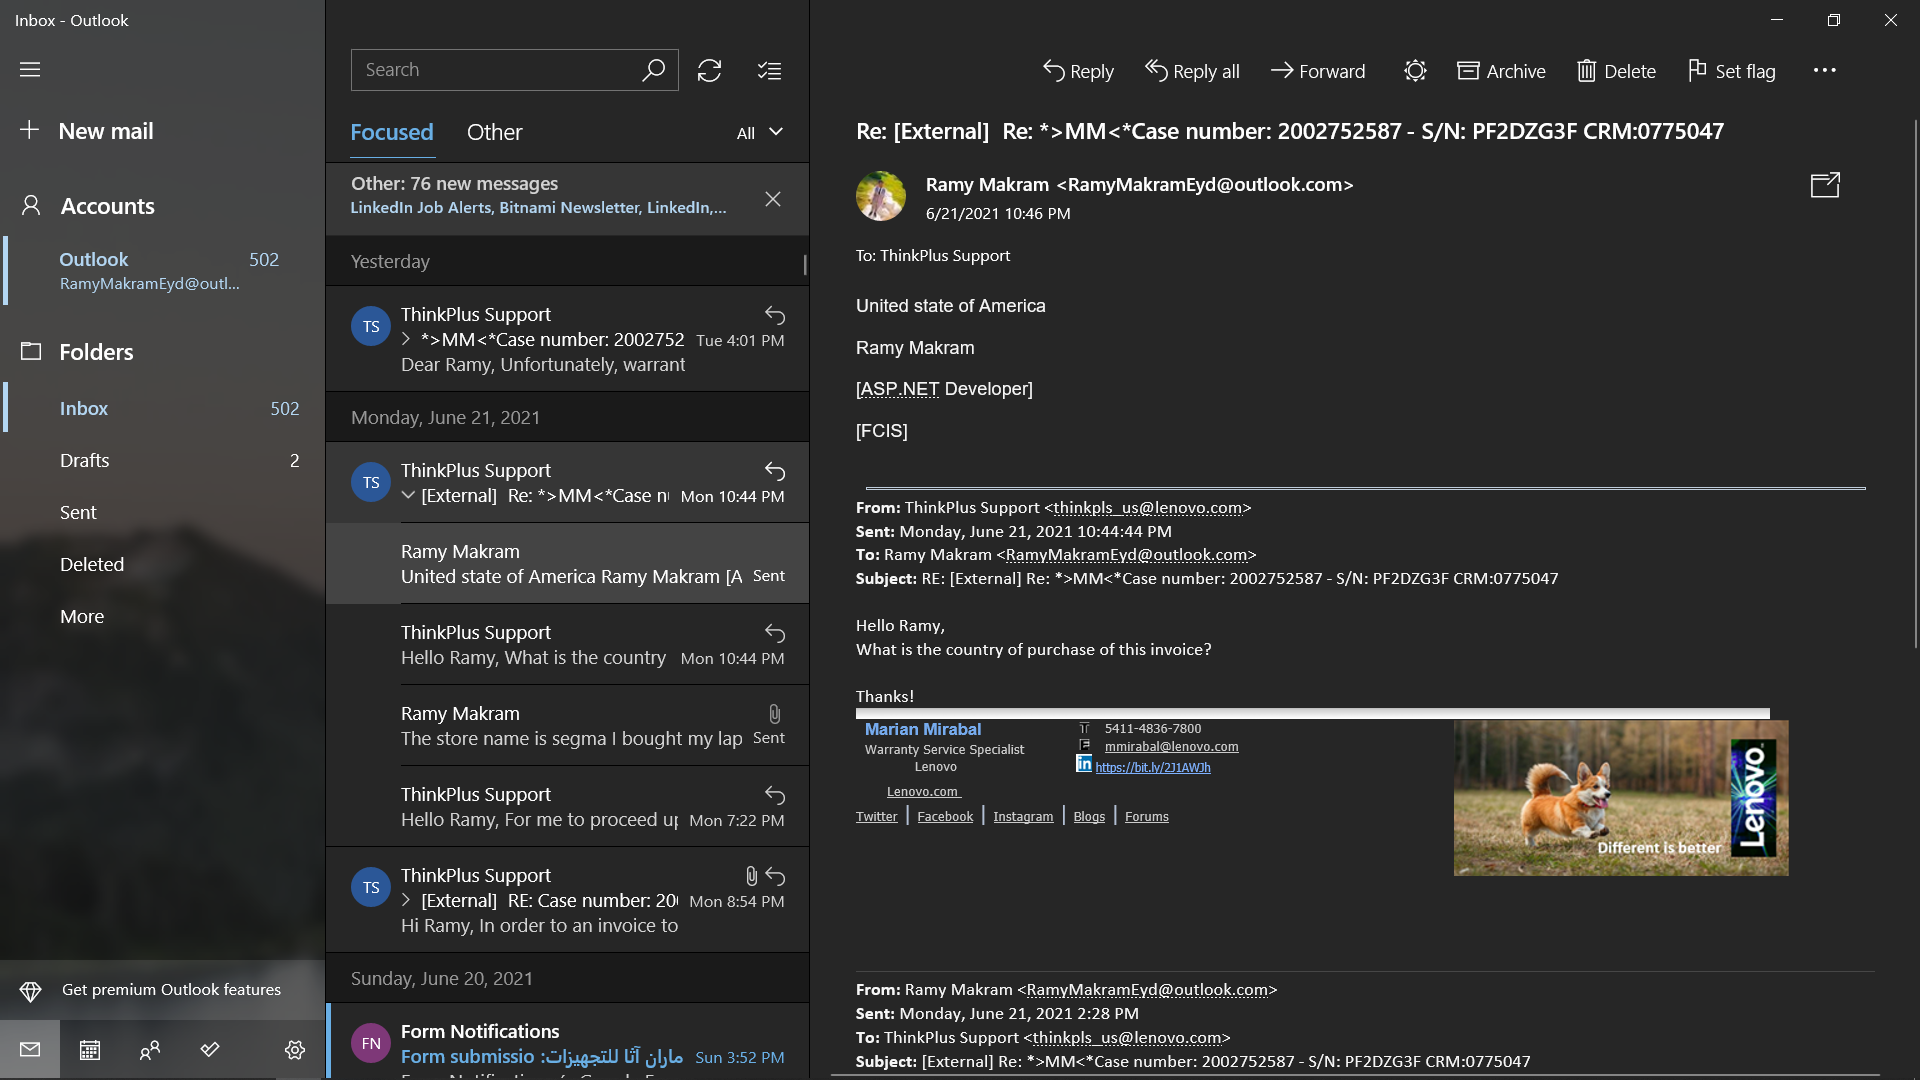 Inbox - Outlook
New mail
Accounts
Outlook 502
RamyMakramEyd@outl...
Folders
Inbox 502
Drafts 2
Sent
Deleted
More
Get premium Outlook features
Search
Focused Other All
Other: 76 new messages
LinkedIn Job Alerts, Bitnami Newsletter, LinkedIn,...
Yesterday
TS ThinkPlus Support
*>MM<*Case number: 2002752 Tue 4:01 PM
Dear Ramy, Unfortunately, warrant
Monday, June 21, 2021
TS ThinkPlus Support
[External] Re: *>MM<*Case nu Mon 10:44 PM
Ramy Makram
United state of America Ramy Makram [A Sent
ThinkPlus Support
Hello Ramy, What is the country Mon 10:44 PM
Ramy Makram
The store name is segma I bought my lap Sent
ThinkPlus Support
Hello Ramy, For me to proceed up Mon 7:22 PM
TS ThinkPlus Support
[External] RE: Case number: 200 Mon 8:54 PM
Hi Ramy, In order to an invoice to
Sunday, June 20, 2021
FN Form Notifications
Form submissio :ماران آثا للتجهيزات Sun 3:52 PM
Reply Reply all Forward Archive Delete Set flag
Re: [External] Re: *>MM<*Case number: 2002752587 - S/N: PF2DZG3F CRM:0775047
Ramy Makram <RamyMakramEyd@outlook.com>
6/21/2021 10:46 PM
To: ThinkPlus Support
United state of America
Ramy Makram
[ASP.NET Developer]
[FCIS]
From: ThinkPlus Support <thinkpls_us@lenovo.com>
Sent: Monday, June 21, 2021 10:44:44 PM
To: Ramy Makram <RamyMakramEyd@outlook.com>
Subject: RE: [External] Re: *>MM<*Case number: 2002752587 - S/N: PF2DZG3F CRM:0775047
Hello Ramy,
What is the country of purchase of this invoice?
Thanks!
Marian Mirabal T 5411-4836-7800
Warranty Service Specialist E mmirabal@lenovo.com
Lenovo in https://bit.ly/2J1AWJh
Lenovo.com
Twitter | Facebook | Instagram | Blogs | Forums
Lenovo
Different is better
From: Ramy Makram <RamyMakramEyd@outlook.com>
Sent: Monday, June 21, 2021 2:28 PM
To: ThinkPlus Support <thinkpls_us@lenovo.com>
Subject: [External] Re: *>MM<*Case number: 2002752587 - S/N: PF2DZG3F CRM:0775047